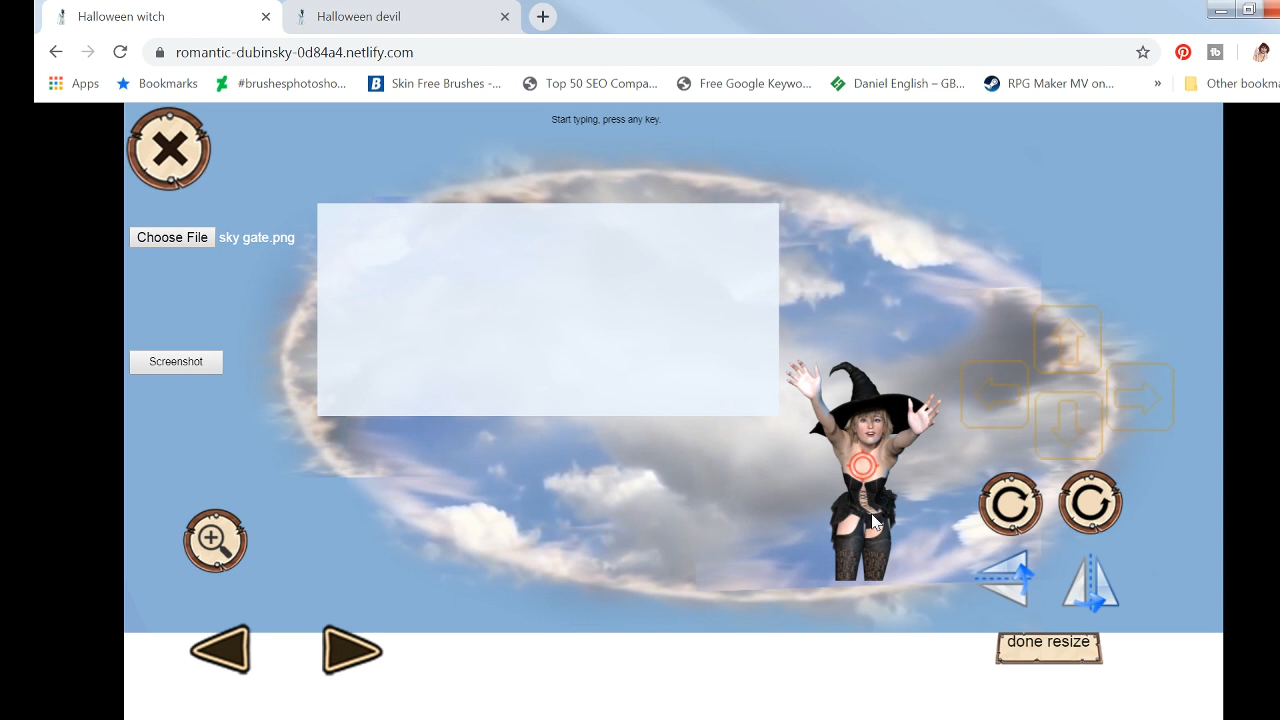 Halloween witch
Halloween devil
romantic-dubinsky-0d84a4.netlify.com
Apps
Bookmarks
#brushesphotosho...
B
Skin Free Brushes -...
Top 50 SEO Compa...
Free Google Keywo...
Daniel English – GB...
RPG Maker MV on...
»
Other bookma
Start typing, press any key.
Choose File sky gate.png
Screenshot
done resize